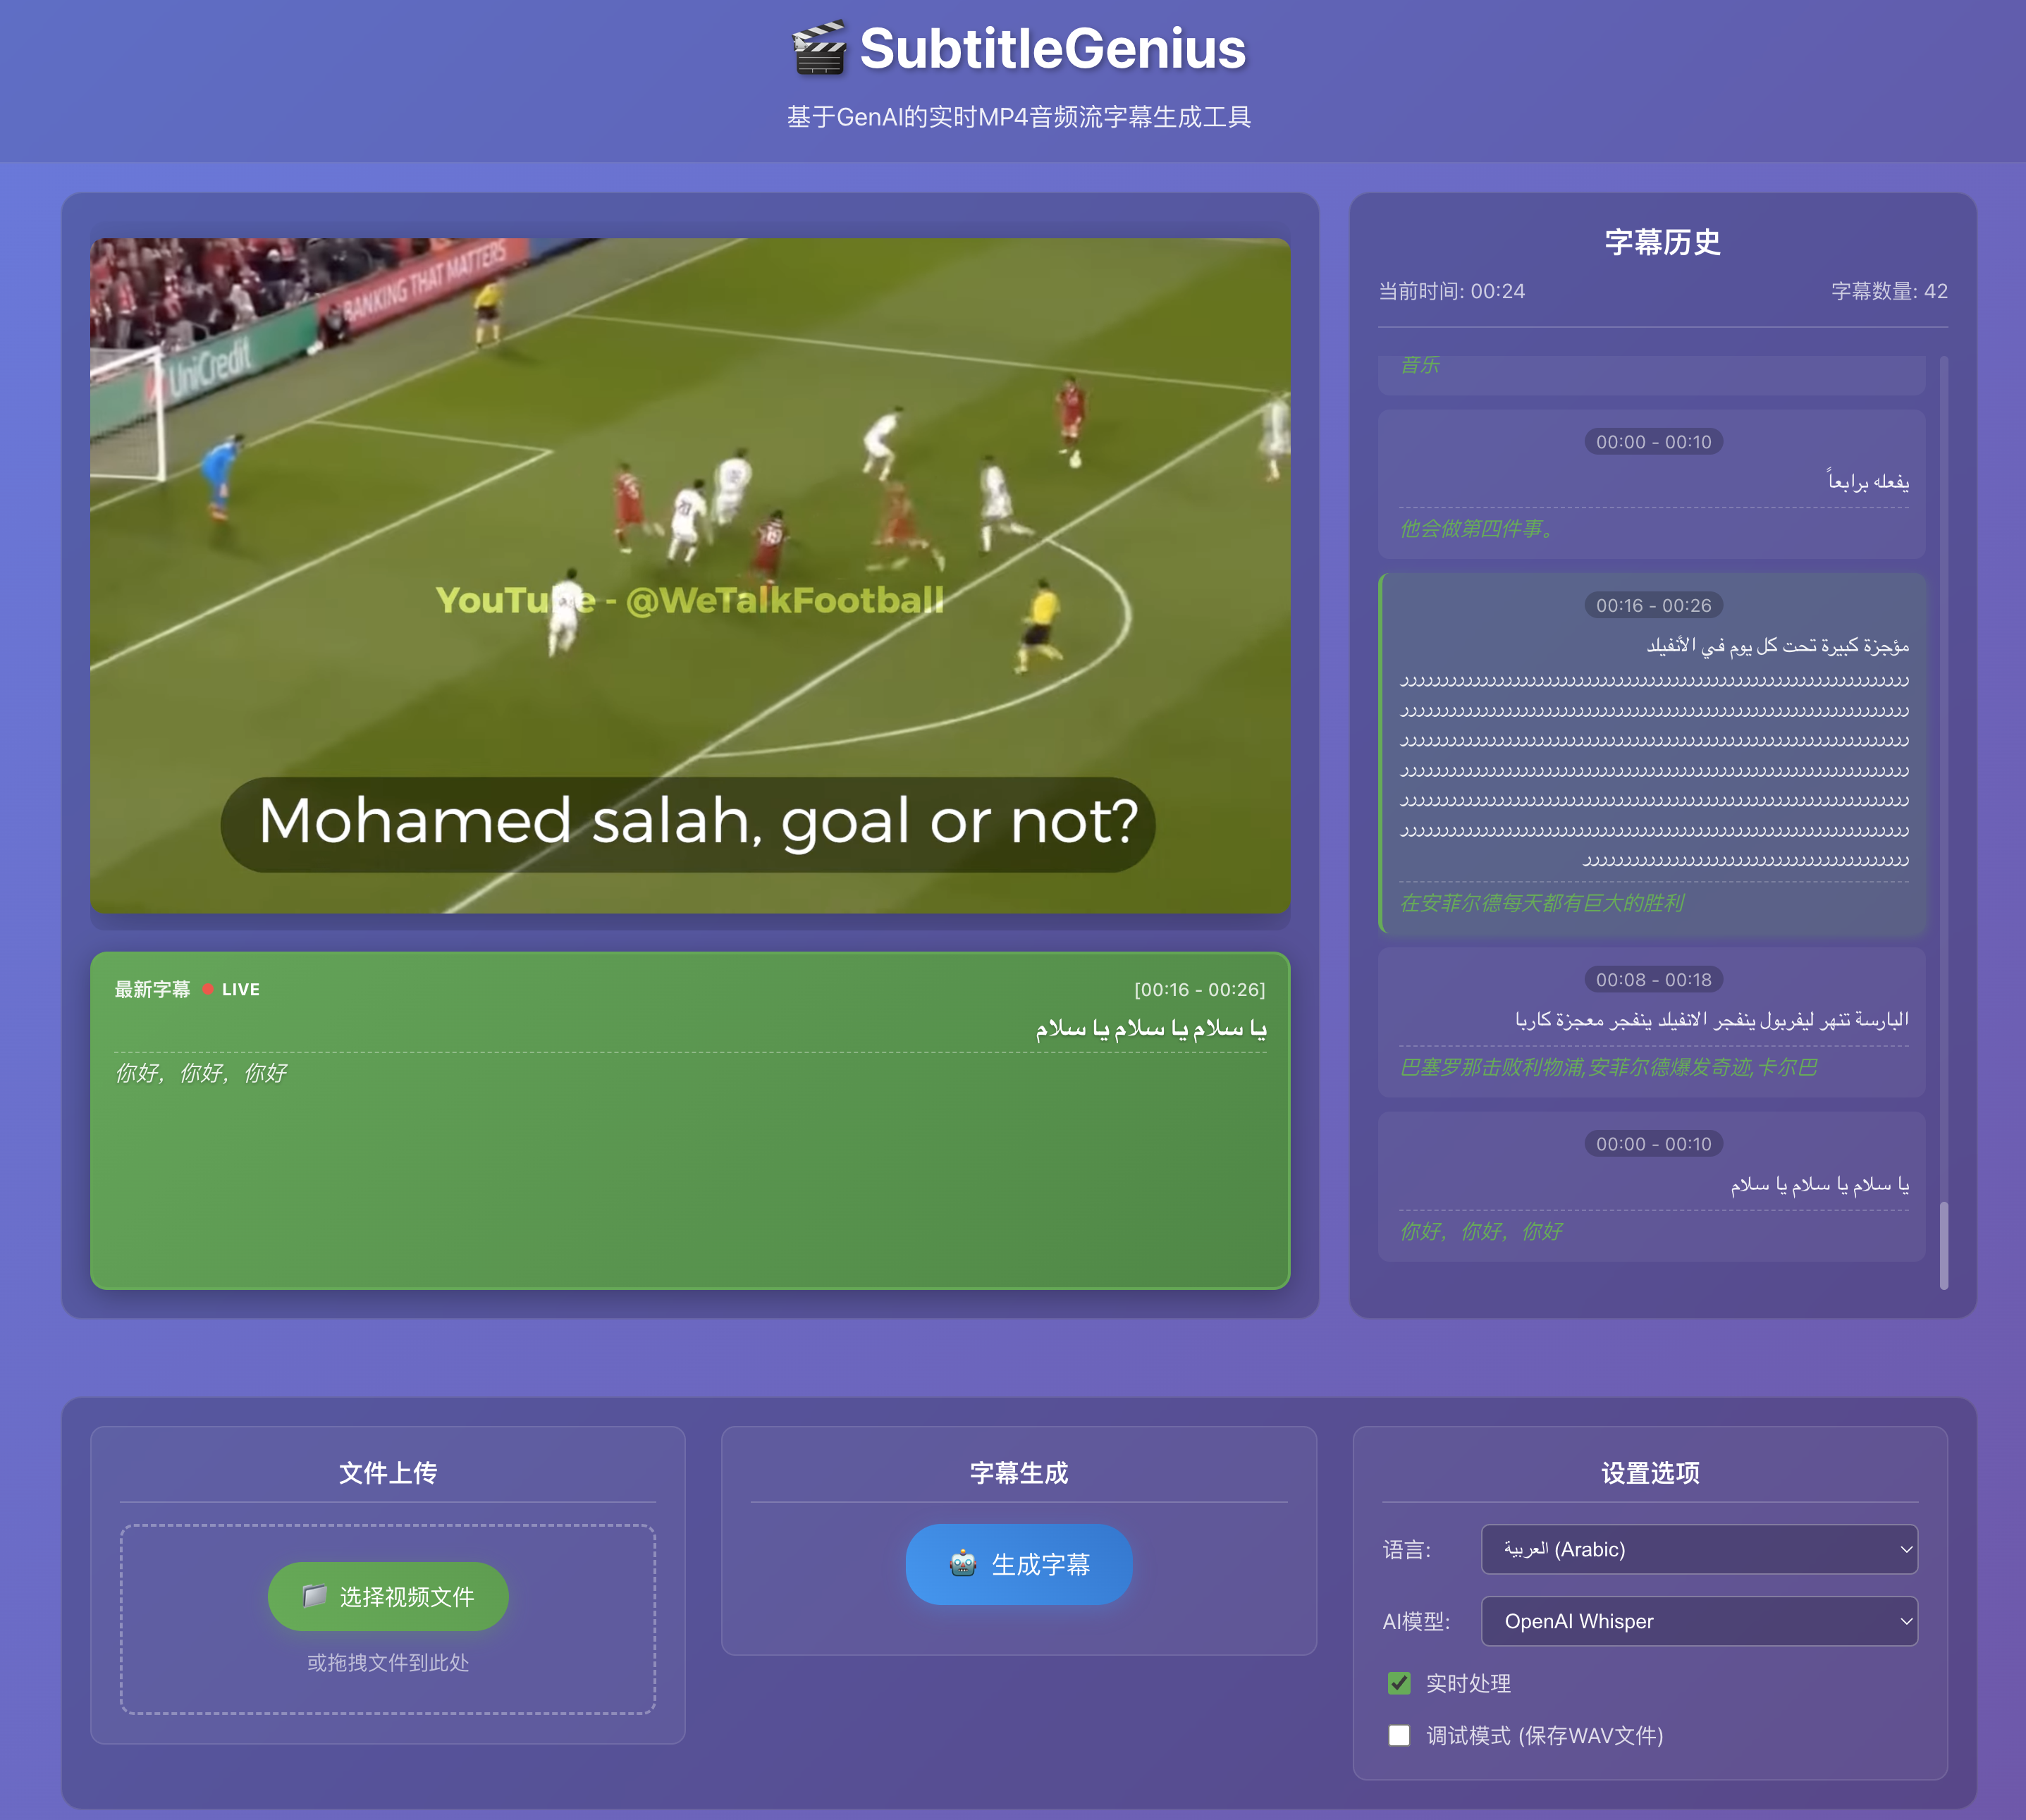 SubtitleGenius
基于GenAI的实时MP4音频流字幕生成工具
BANKING THAT MATTERS
UniCredit
20
19
YouTube - @WeTalkFootball
Mohamed salah, goal or not?
最新字幕 LIVE [00:16 - 00:26]
يا سلام يا سلام يا سلام
你好，你好，你好
字幕历史
当前时间: 00:24 字幕数量: 42
音乐
00:00 - 00:10
يفعله برابعاً
他会做第四件事。
00:16 - 00:26
مؤجزة كبيرة تحت كل يوم في الأنفيلد
ررررررررررررررررررررررررررررررررررررررررررررررررررررررررررررررر
ررررررررررررررررررررررررررررررررررررررررررررررررررررررررررررررر
ررررررررررررررررررررررررررررررررررررررررررررررررررررررررررررررر
ررررررررررررررررررررررررررررررررررررررررررررررررررررررررررررررر
ررررررررررررررررررررررررررررررررررررررررررررررررررررررررررررررر
ررررررررررررررررررررررررررررررررررررررررررررررررررررررررررررررر
رررررررررررررررررررررررررررررررررررررررر
在安菲尔德每天都有巨大的胜利
00:08 - 00:18
البارسة تنهر ليفربول ينفجر الانفيلد ينفجر معجزة كاربا
巴塞罗那击败利物浦,安菲尔德爆发奇迹,卡尔巴
00:00 - 00:10
يا سلام يا سلام يا سلام
你好，你好，你好
文件上传
选择视频文件
或拖拽文件到此处
字幕生成
生成字幕
设置选项
语言: العربية (Arabic)
AI模型: OpenAI Whisper
实时处理
调试模式 (保存WAV文件)